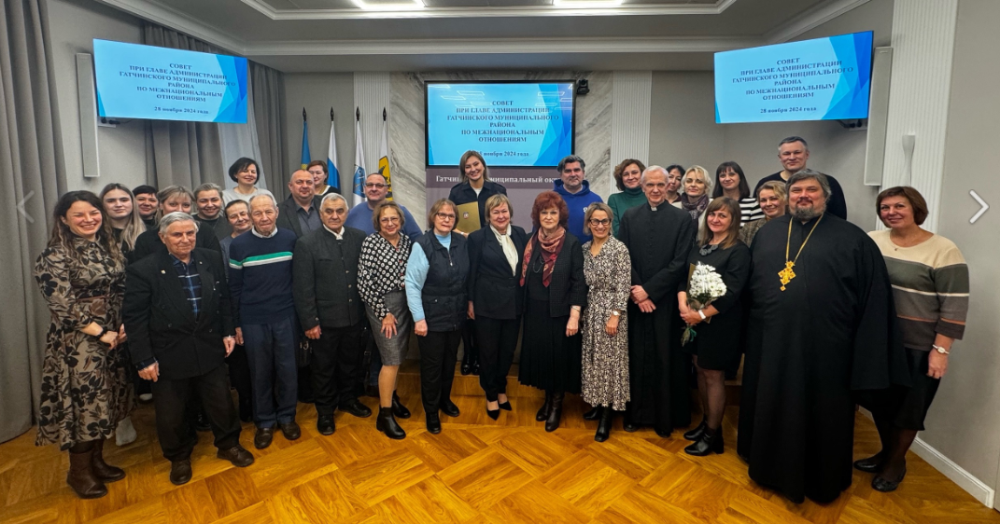 СОВЕТ
ПРИ ГЛАВЕ АДМИНИСТРАЦИИ
ГАТЧИНСКОГО МУНИЦИПАЛЬНОГО
РАЙОНА
ПО МЕЖНАЦИОНАЛЬНЫМ
ОТНОШЕНИЯМ
28 ноября 2024 года
СОВЕТ
ПРИ ГЛАВЕ АДМИНИСТРАЦИИ
ГАТЧИНСКОГО МУНИЦИПАЛЬНОГО
РАЙОНА
ПО МЕЖНАЦИОНАЛЬНЫМ
ОТНОШЕНИЯМ
ноября 2024 года
СОВЕТ
ПРИ ГЛАВЕ АДМИНИСТРАЦИИ
ГАТЧИНСКОГО МУНИЦИПАЛЬНОГО
РАЙОНА
ПО МЕЖНАЦИОНАЛЬНЫМ
ОТНОШЕНИЯМ
28 ноября 2024 года